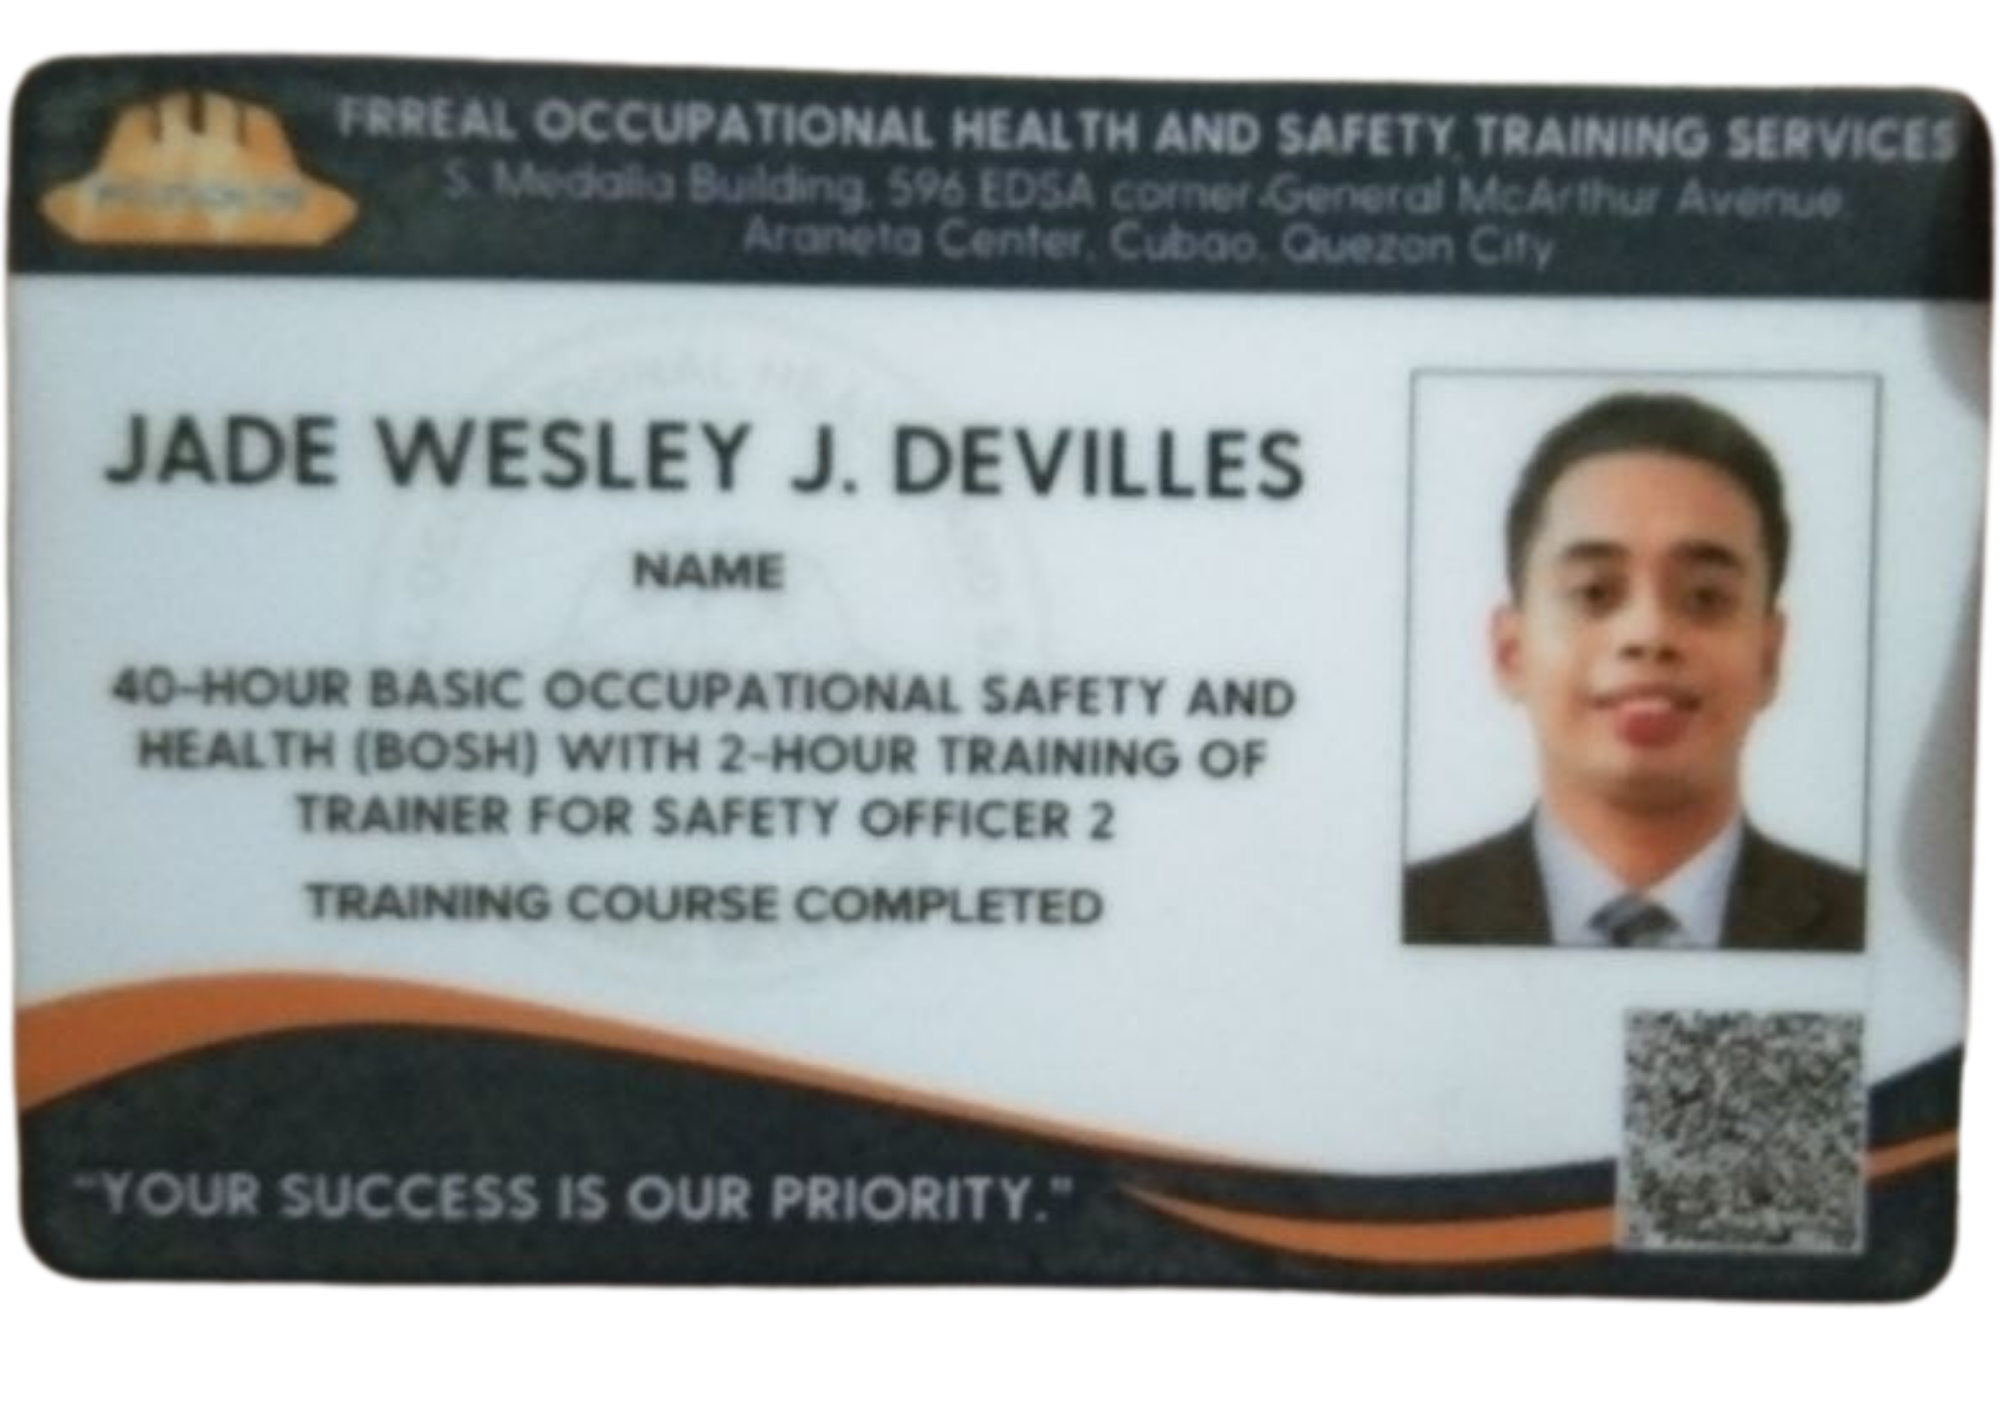 FRREAL OCCUPATIONAL HEALTH AND SAFETY TRAINING SERVICES
S. Medalla Building, 596 EDSA corner General McArthur Avenue,
Araneta Center, Cubao, Quezon City
JADE WESLEY J. DEVILLES
NAME
40-HOUR BASIC OCCUPATIONAL SAFETY AND
HEALTH (BOSH) WITH 2-HOUR TRAINING OF
TRAINER FOR SAFETY OFFICER 2
TRAINING COURSE COMPLETED
"YOUR SUCCESS IS OUR PRIORITY."